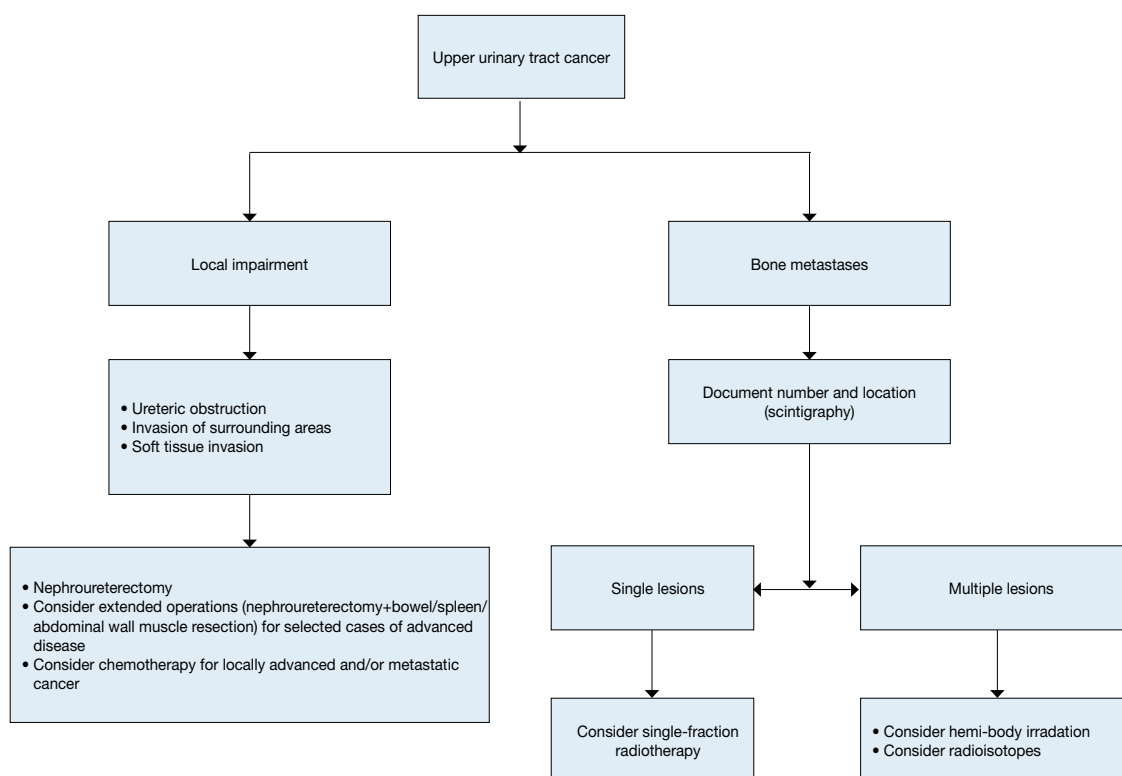 Upper urinary tract cancer
Local impairment
Bone metastases
• Ureteric obstruction
• Invasion of surrounding areas
• Soft tissue invasion
Document number and location
(scintigraphy)
• Nephroureterectomy
• Consider extended operations (nephroureterectomy+bowel/spleen/
abdominal wall muscle resection) for selected cases of advanced
disease
• Consider chemotherapy for locally advanced and/or metastatic
cancer
Single lesions
Multiple lesions
Consider single-fraction
radiotherapy
• Consider hemi-body irradation
• Consider radioisotopes